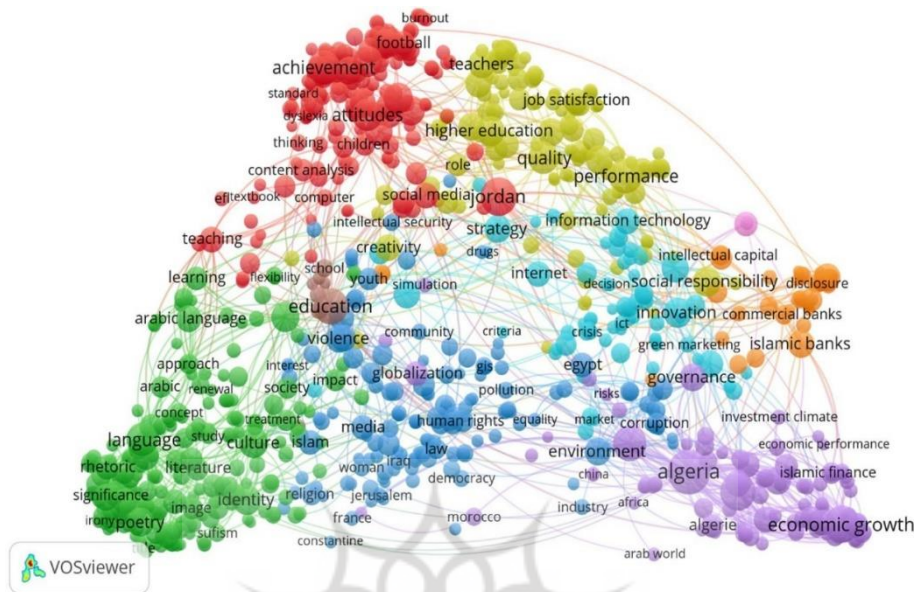 burnout
football
teachers
achievement
standard
job satisfaction
dyslexia
attitudes
higher education
thinking
children
quality
content analysis
role
performance
textbook
computer
social media
jordan
intellectual security
strategy
information technology
teaching
creativity
drugs
intellectual capital
learning
flexibility
school
youth
simulation
internet
decision
social responsibility
disclosure
education
innovation
commercial banks
arabic language
violence
community
criteria
crisis
ict
green marketing
islamic banks
approach
interest
impact
globalization
gis
egypt
governance
arabic
renewal
society
pollution
risks
concept
treatment
human rights
equality
market
corruption
investment climate
language
study
culture
islam
media
law
environment
economic performance
rhetoric
literature
woman
iraq
democracy
china
algeria
islamic finance
significance
image
identity
religion
jerusalem
industry
africa
irony
poetry
sufism
france
morocco
algerie
economic growth
constantine
arab world
VOSviewer